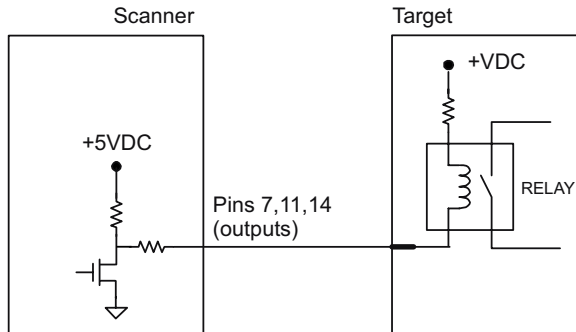 Scanner
Target
+VDC
+5VDC
RELAY
Pins 7,11,14
(outputs)